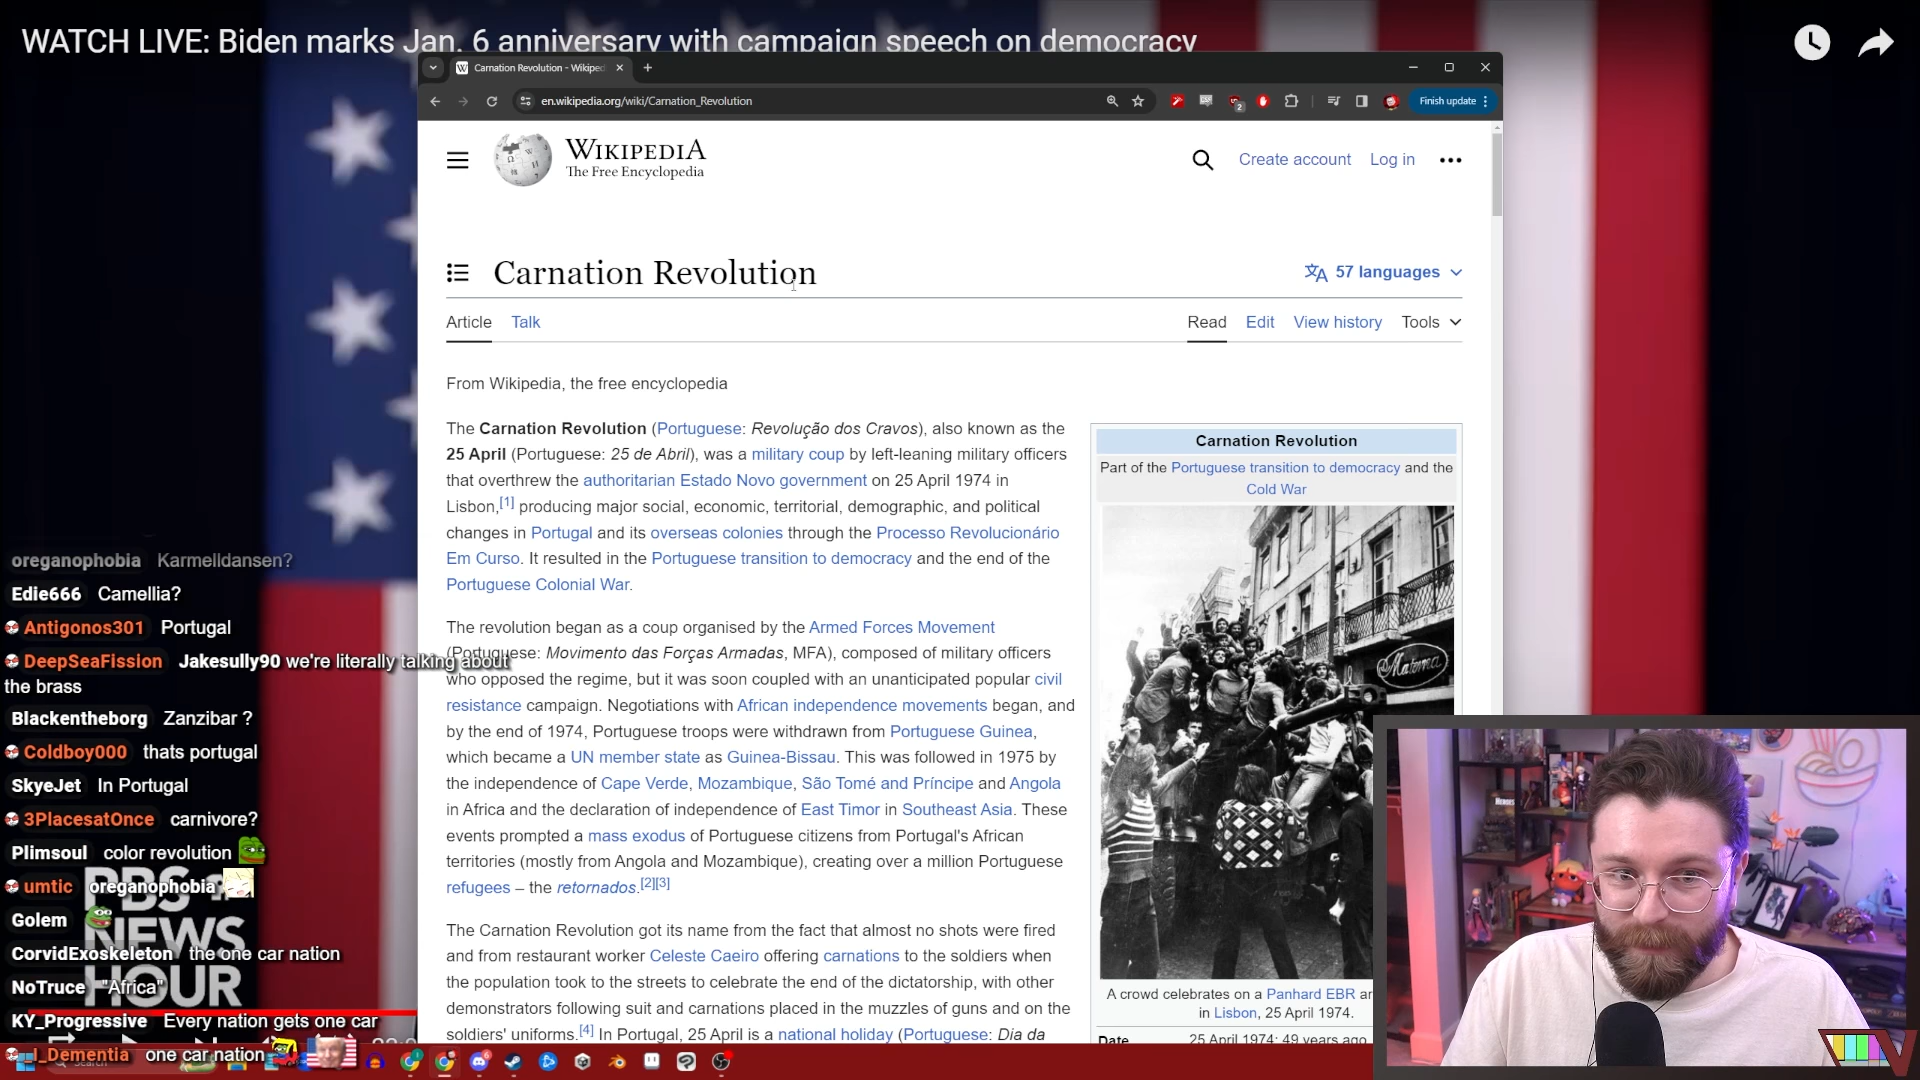 WATCH LIVE: Biden marks Jan. 6 anniversary with campaign speech on democracy
Carnation Revolution - Wikiped
en.wikipedia.org/wiki/Carnation_Revolution
2
Finish update
WIKIPEDIA
The Free Encyclopedia
Create account
Log in
Carnation Revolution
57 languages
Article Talk
Read Edit View history Tools
From Wikipedia, the free encyclopedia
The Carnation Revolution (Portuguese: Revolução dos Cravos), also known as the
25 April (Portuguese: 25 de Abril), was a military coup by left-leaning military officers
that overthrew the authoritarian Estado Novo government on 25 April 1974 in
Lisbon,[1] producing major social, economic, territorial, demographic, and political
changes in Portugal and its overseas colonies through the Processo Revolucionário
Em Curso. It resulted in the Portuguese transition to democracy and the end of the
Portuguese Colonial War.
The revolution began as a coup organised by the Armed Forces Movement
(Portuguese: Movimento das Forças Armadas, MFA), composed of military officers
who opposed the regime, but it was soon coupled with an unanticipated popular civil
resistance campaign. Negotiations with African independence movements began, and
by the end of 1974, Portuguese troops were withdrawn from Portuguese Guinea,
which became a UN member state as Guinea-Bissau. This was followed in 1975 by
the independence of Cape Verde, Mozambique, São Tomé and Príncipe and Angola
in Africa and the declaration of independence of East Timor in Southeast Asia. These
events prompted a mass exodus of Portuguese citizens from Portugal's African
territories (mostly from Angola and Mozambique), creating over a million Portuguese
refugees – the retornados.[2][3]
The Carnation Revolution got its name from the fact that almost no shots were fired
and from restaurant worker Celeste Caeiro offering carnations to the soldiers when
the population took to the streets to celebrate the end of the dictatorship, with other
demonstrators following suit and carnations placed in the muzzles of guns and on the
soldiers' uniforms.[4] In Portugal, 25 April is a national holiday (Portuguese: Dia da
Carnation Revolution
Part of the Portuguese transition to democracy and the
Cold War
A crowd celebrates on a Panhard EBR ar
in Lisbon, 25 April 1974.
Date 25 April 1974; 49 years ago
oreganophobia Karmelldansen?
Edie666 Camellia?
Antigonos301 Portugal
DeepSeaFission Jakesully90 we're literally talking about
the brass
Blackentheborg Zanzibar ?
Coldboy000 thats portugal
SkyeJet In Portugal
3PlacesatOnce carnivore?
Plimsoul color revolution
umtic oreganophobia
Golem
CorvidExoskeleton the one car nation
NoTruce "Africa"
KY_Progressive Every nation gets one car
I_Dementia one car nation
PBS
NEWS
HOUR
Search